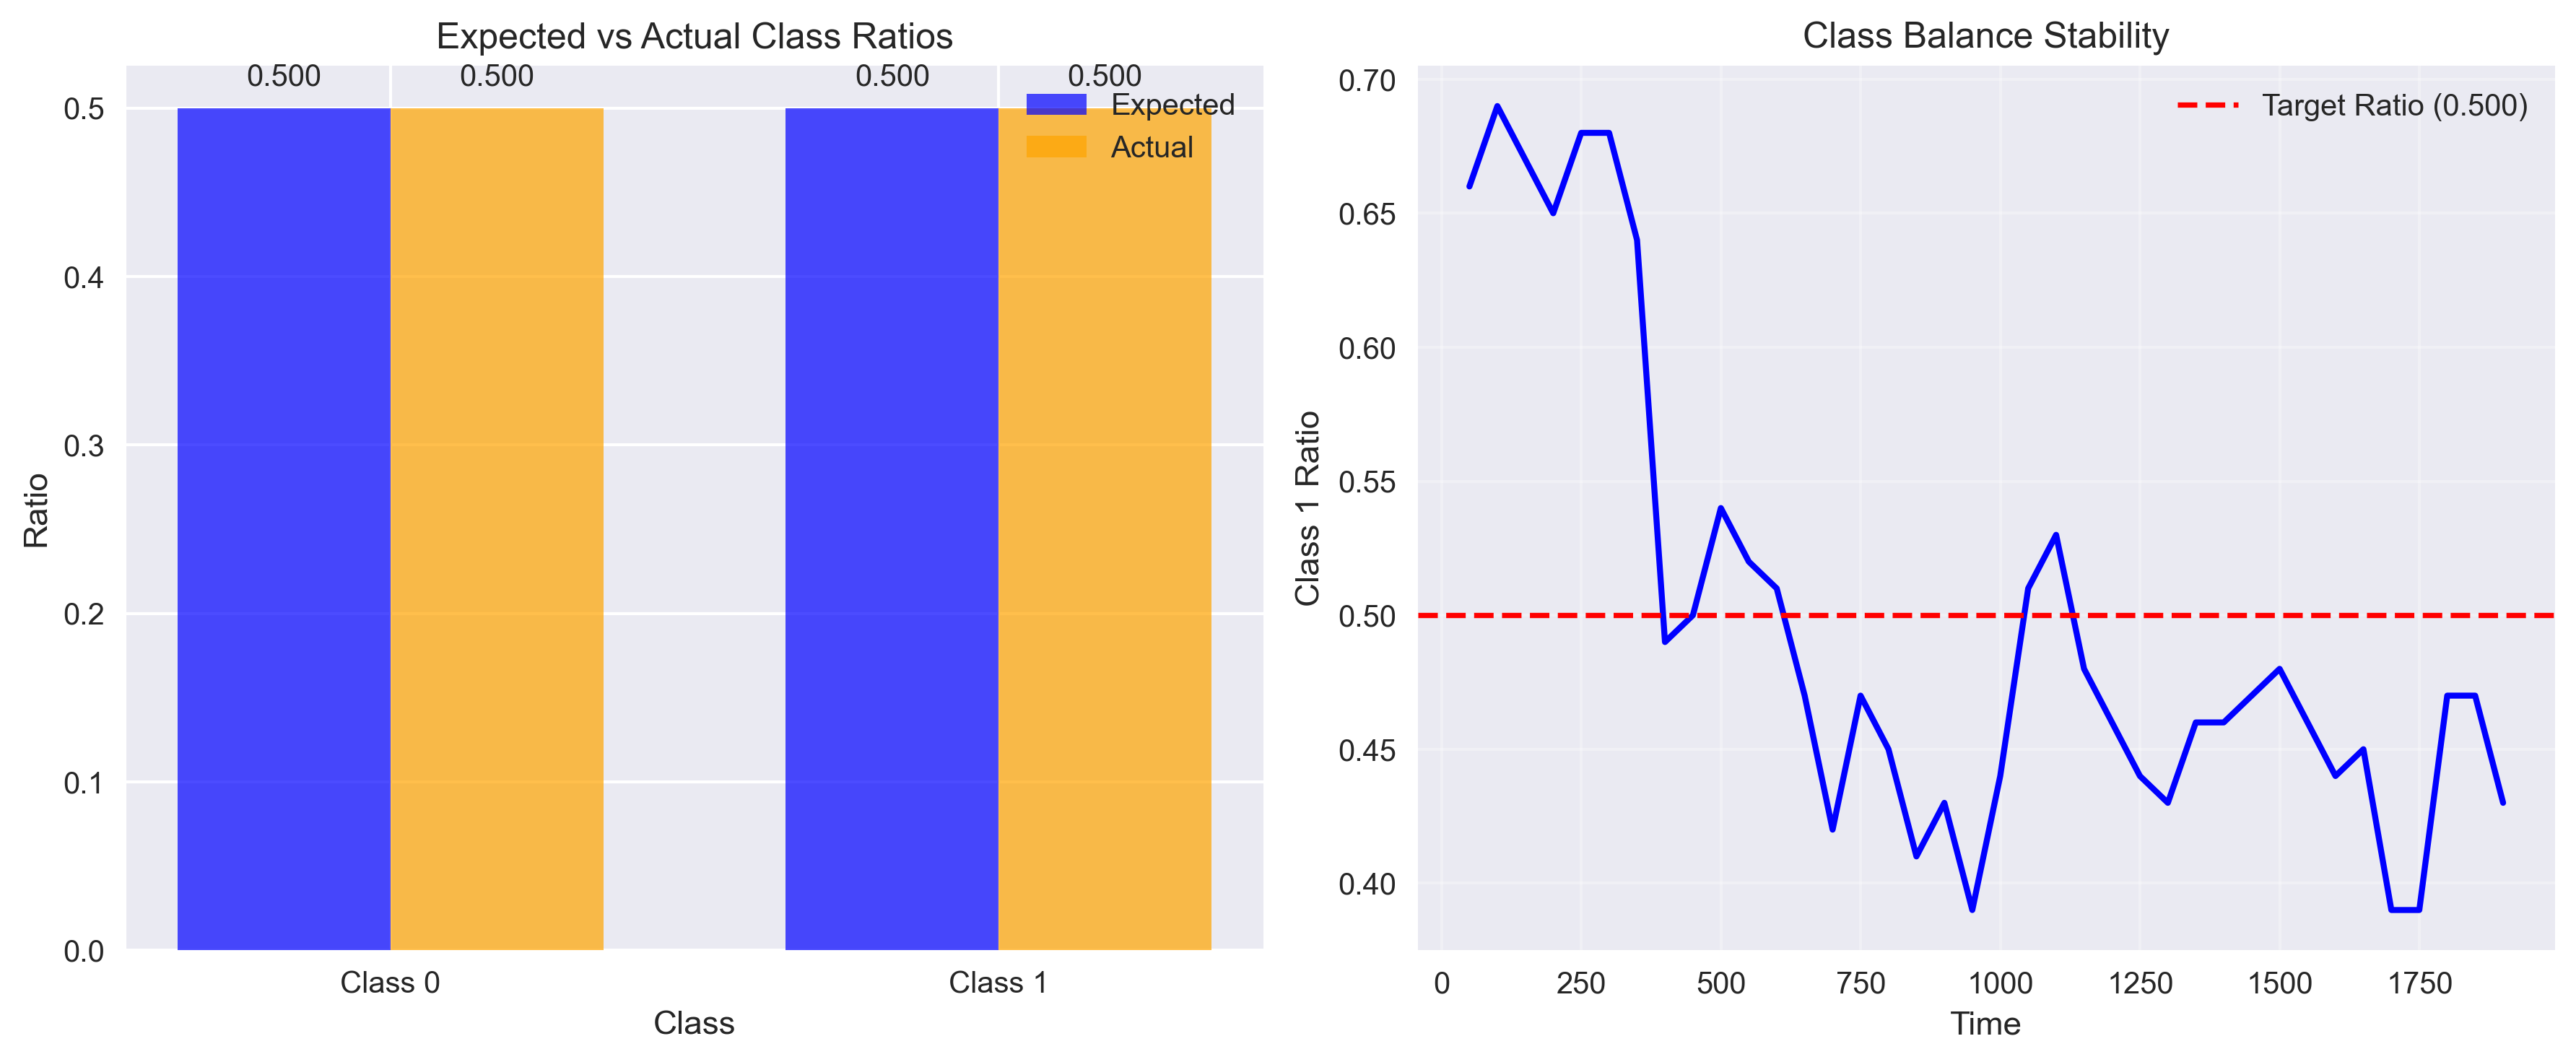 Expected vs Actual Class Ratios
0.500 0.500 0.500 0.500
Expected
Actual
0.5
0.4
0.3
0.2
0.1
0.0
Ratio
Class 0 Class 1
Class
Class Balance Stability
Target Ratio (0.500)
0.70
0.65
0.60
0.55
0.50
0.45
0.40
Class 1 Ratio
0 250 500 750 1000 1250 1500 1750
Time